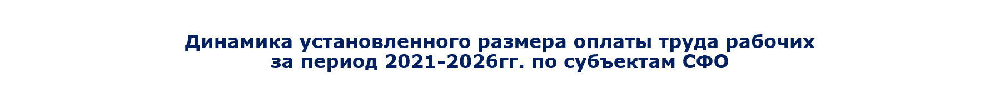 Динамика установленного размера оплаты труда рабочих
за период 2021-2026гг. по субъектам СФО